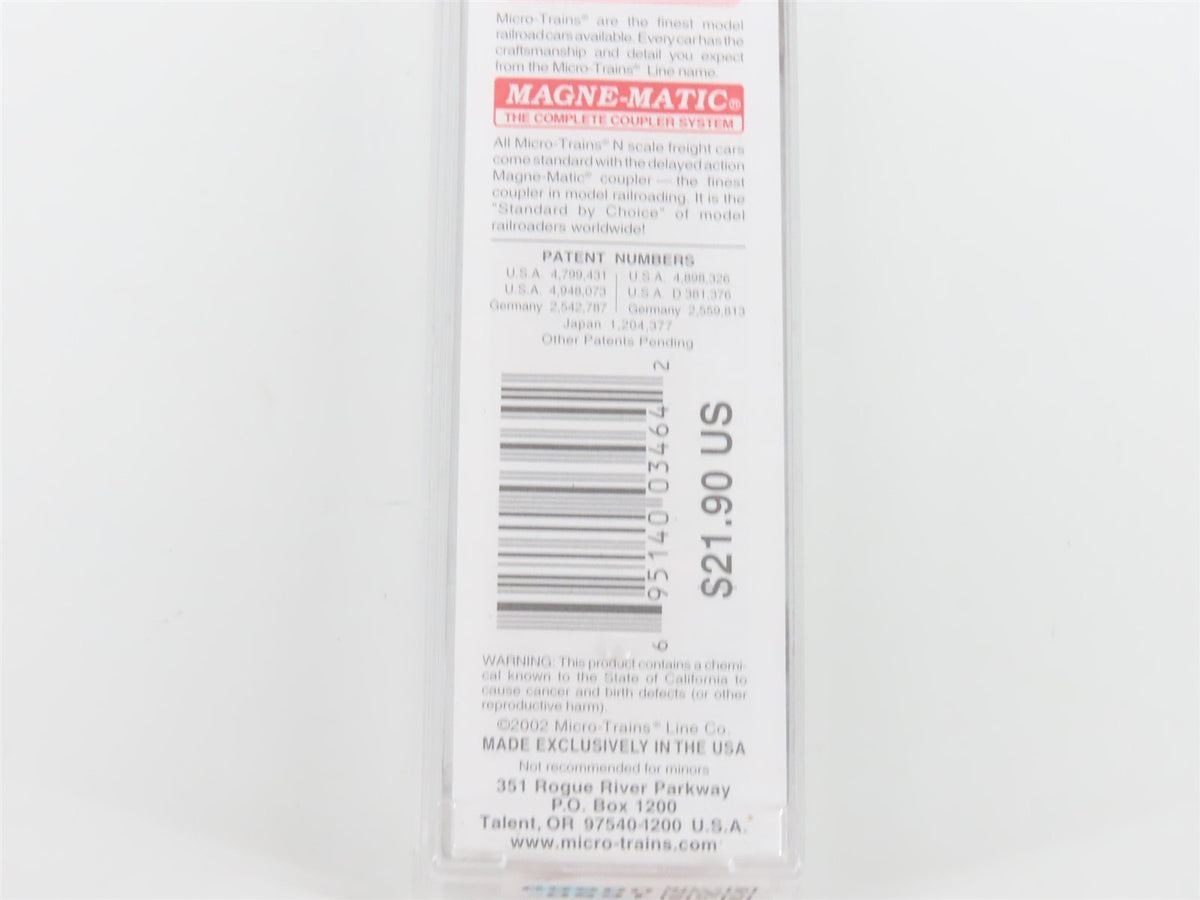 Micro-Trains® are the finest model
railroad cars available. Every car has the
craftsmanship and detail you expect
from the Micro-Trains® Line name.
MAGNE-MATIC®
THE COMPLETE COUPLER SYSTEM
All Micro-Trains® N scale freight cars
come standard with the delayed action
Magne-Matic® coupler — the finest
coupler in model railroading. It is the
"Standard by Choice" of model
railroaders worldwide!
PATENT NUMBERS
U.S.A. 4,799,431 | U.S.A. 4,898,326
U.S.A. 4,948,073 | U.S.A. D 381,376
Germany 2,542,787 | Germany 2,559,813
Japan 1,204,377
Other Patents Pending
6 95140 03464 2
$21.90 US
WARNING: This product contains a chemi-
cal known to the State of California to
cause cancer and birth defects (or other
reproductive harm).
©2002 Micro-Trains® Line Co.
MADE EXCLUSIVELY IN THE USA
Not recommended for minors
351 Rogue River Parkway
P.O. Box 1200
Talent, OR 97540-1200 U.S.A.
www.micro-trains.com